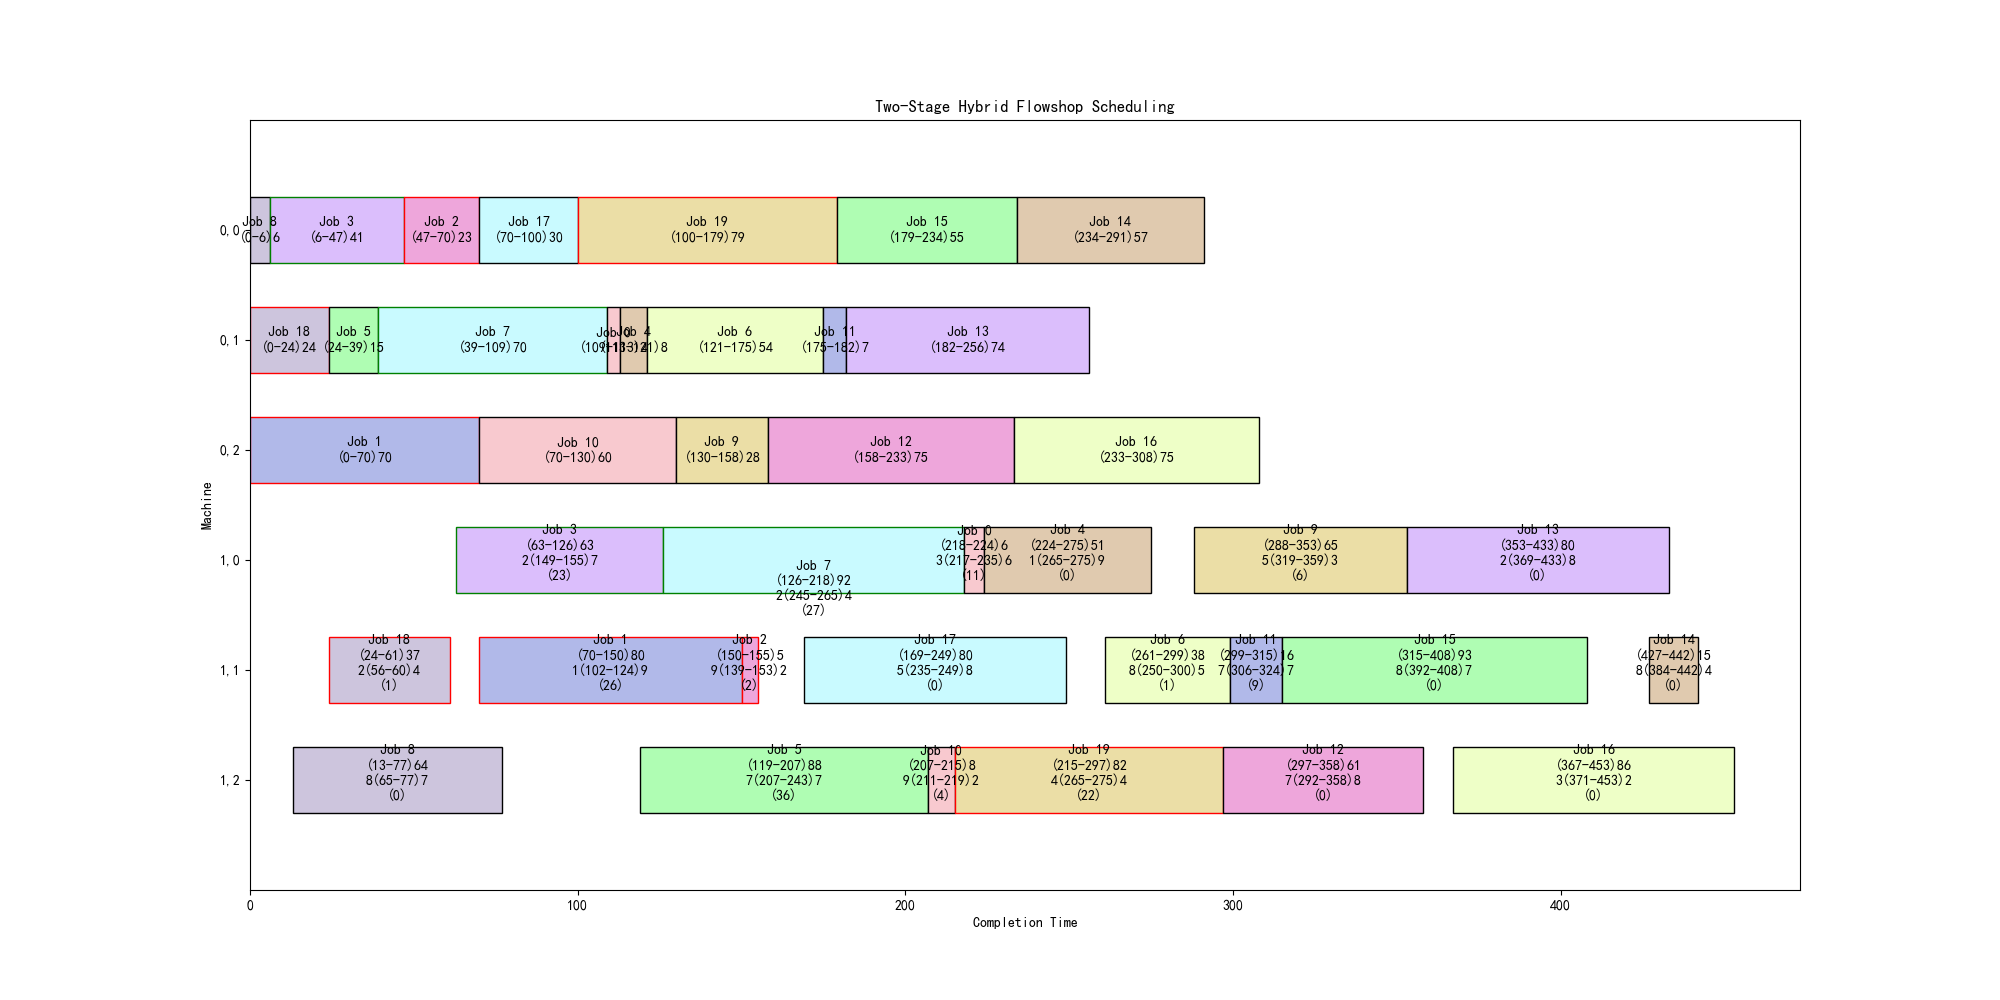 Two-Stage Hybrid Flowshop Scheduling
0,0
Job 8
(0-6)6
Job 3
(6-47)41
Job 2
(47-70)23
Job 17
(70-100)30
Job 19
(100-179)79
Job 15
(179-234)55
Job 14
(234-291)57
0,1
Job 18
(0-24)24
Job 5
(24-39)15
Job 7
(39-109)70
Job 0
(109-113)4
Job 4
(113-121)8
Job 6
(121-175)54
Job 11
(175-182)7
Job 13
(182-256)74
0,2
Job 1
(0-70)70
Job 10
(70-130)60
Job 9
(130-158)28
Job 12
(158-233)75
Job 16
(233-308)75
Machine
1,0
Job 3
(63-126)63
2(149-155)7
(23)
Job 7
(126-218)92
2(245-265)4
(27)
Job 0
(218-224)6
3(217-235)6
(11)
Job 4
(224-275)51
1(265-275)9
(0)
Job 9
(288-353)65
5(319-359)3
(6)
Job 13
(353-433)80
2(369-433)8
(0)
1,1
Job 18
(24-61)37
2(56-60)4
(1)
Job 1
(70-150)80
1(102-124)9
(26)
Job 2
(150-155)5
9(139-153)2
(2)
Job 17
(169-249)80
5(235-249)8
(0)
Job 6
(261-299)38
8(250-300)5
(1)
Job 11
(299-315)16
7(306-324)7
(9)
Job 15
(315-408)93
8(392-408)7
(0)
Job 14
(427-442)15
8(384-442)4
(0)
1,2
Job 8
(13-77)64
8(65-77)7
(0)
Job 5
(119-207)88
7(207-243)7
(36)
Job 10
(207-215)8
9(211-219)2
(4)
Job 19
(215-297)82
4(265-275)4
(22)
Job 12
(297-358)61
7(292-358)8
(0)
Job 16
(367-453)86
3(371-453)2
(0)
0
100
200
300
400
Completion Time